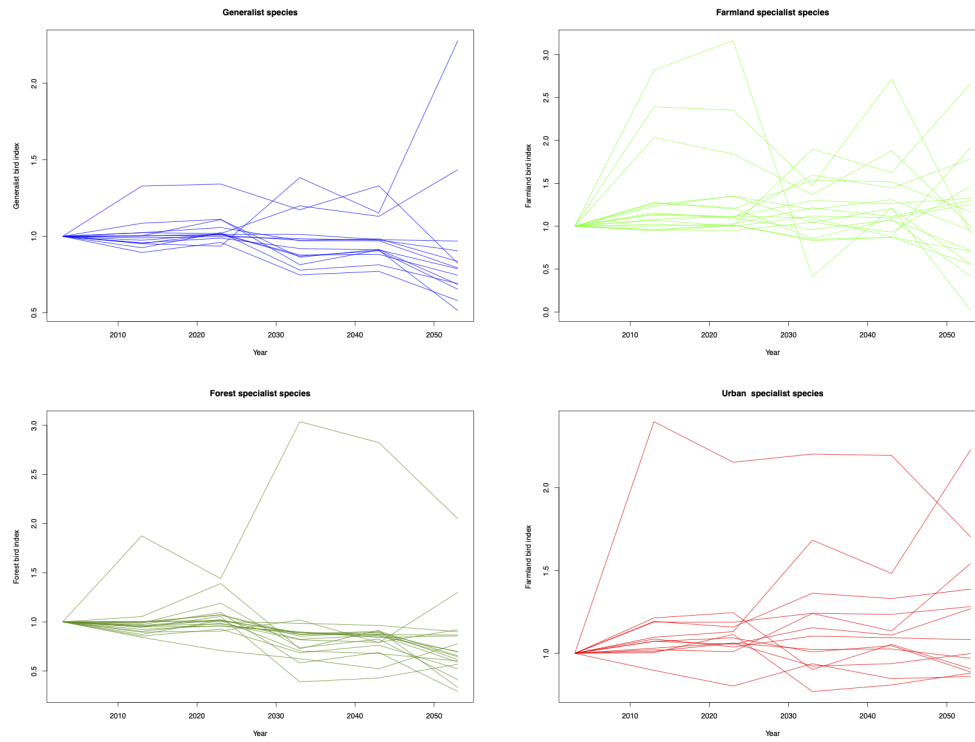 Generalist species
Generalist bird index
2.0
1.5
1.0
0.5
2010 2020 2030 2040 2050
Year
Farmland specialist species
Farmland bird index
3.0
2.5
2.0
1.5
1.0
0.5
0.0
2010 2020 2030 2040 2050
Year
Forest specialist species
Forest bird index
3.0
2.5
2.0
1.5
1.0
0.5
2010 2020 2030 2040 2050
Year
Urban specialist species
Farmland bird index
2.0
1.5
1.0
2010 2020 2030 2040 2050
Year